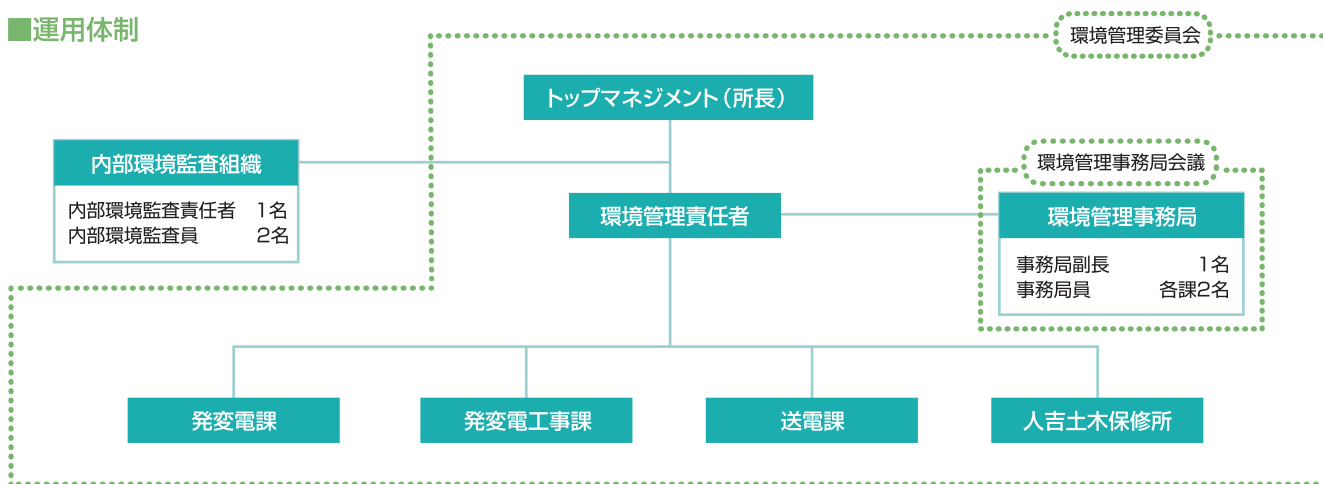 ■運用体制
環境管理委員会
トップマネジメント(所長)
内部環境監査組織
内部環境監査責任者 1名
内部環境監査員 2名
環境管理責任者
環境管理事務局会議
環境管理事務局
事務局副長 1名
事務局員 各課2名
発変電課
発変電工事課
送電課
人吉土木保修所